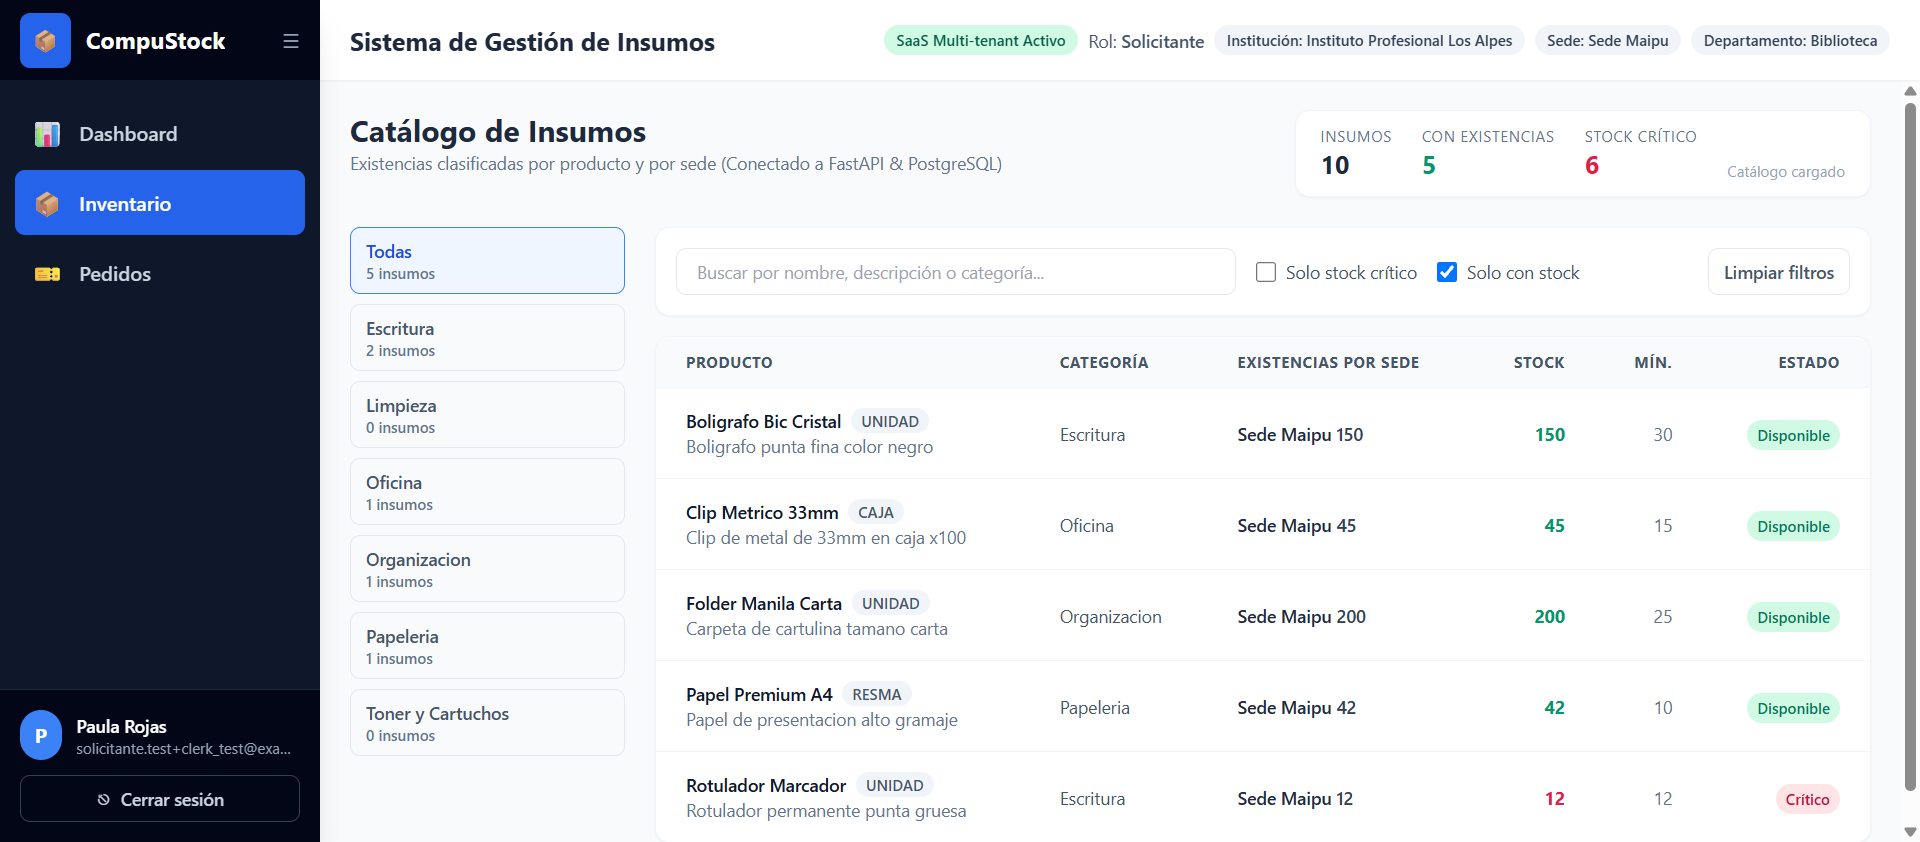 CompuStock
Sistema de Gestión de Insumos
SaaS Multi-tenant Activo
Rol: Solicitante
Institución: Instituto Profesional Los Alpes
Sede: Sede Maipu
Departamento: Biblioteca
Dashboard
Inventario
Pedidos
Catálogo de Insumos
Existencias clasificadas por producto y por sede (Conectado a FastAPI & PostgreSQL)
INSUMOS
10
CON EXISTENCIAS
5
STOCK CRÍTICO
6
Catálogo cargado
Todas
5 insumos
Escritura
2 insumos
Limpieza
0 insumos
Oficina
1 insumos
Organizacion
1 insumos
Papeleria
1 insumos
Toner y Cartuchos
0 insumos
Buscar por nombre, descripción o categoría...
Solo stock crítico
Solo con stock
Limpiar filtros
PRODUCTO CATEGORÍA EXISTENCIAS POR SEDE STOCK MÍN. ESTADO
Boligrafo Bic Cristal UNIDAD
Boligrafo punta fina color negro
Escritura Sede Maipu 150 150 30 Disponible
Clip Metrico 33mm CAJA
Clip de metal de 33mm en caja x100
Oficina Sede Maipu 45 45 15 Disponible
Folder Manila Carta UNIDAD
Carpeta de cartulina tamano carta
Organizacion Sede Maipu 200 200 25 Disponible
Papel Premium A4 RESMA
Papel de presentacion alto gramaje
Papeleria Sede Maipu 42 42 10 Disponible
Rotulador Marcador UNIDAD
Rotulador permanente punta gruesa
Escritura Sede Maipu 12 12 12 Crítico
P
Paula Rojas
solicitante.test+clerk_test@exa...
Cerrar sesión